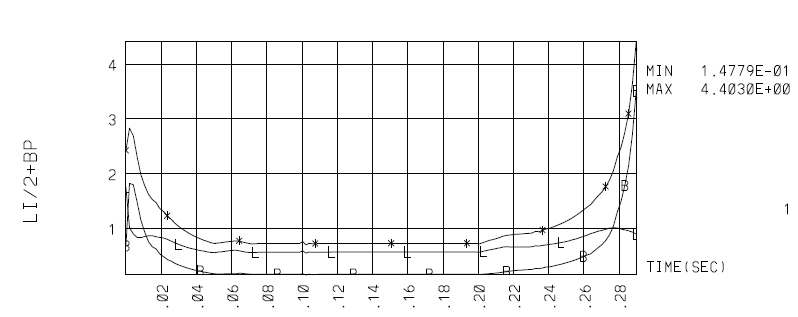 4
3
2
1
LI/2+BP
MIN 1.4779E-01
MAX 4.4030E+00
1
TIME(SEC)
.02 .04 .06 .08 .10 .12 .14 .16 .18 .20 .22 .24 .26 .28